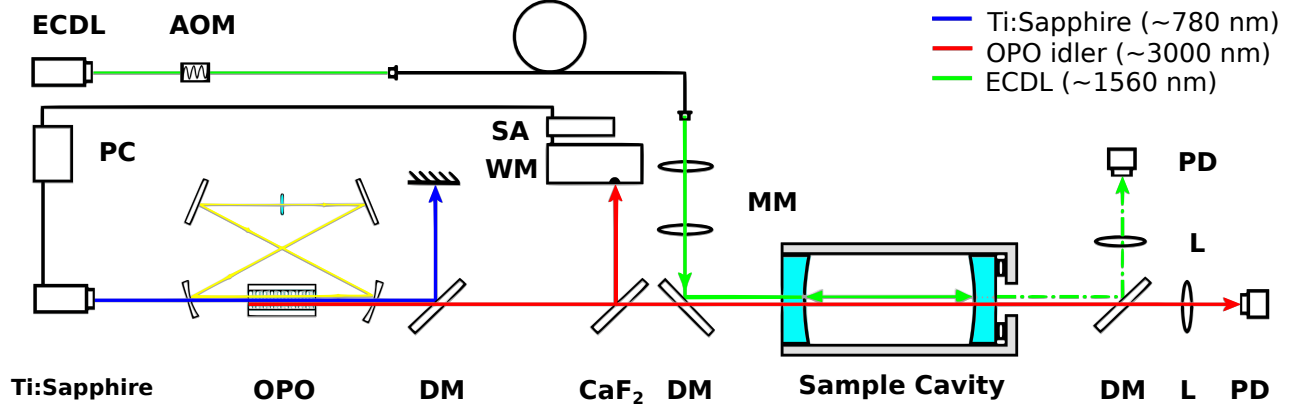 ECDL
AOM
Ti:Sapphire (~780 nm)
OPO idler (~3000 nm)
ECDL (~1560 nm)
SA
PC
WM
PD
MM
L
Ti:Sapphire
OPO
DM
CaF₂
DM
Sample Cavity
DM
L
PD